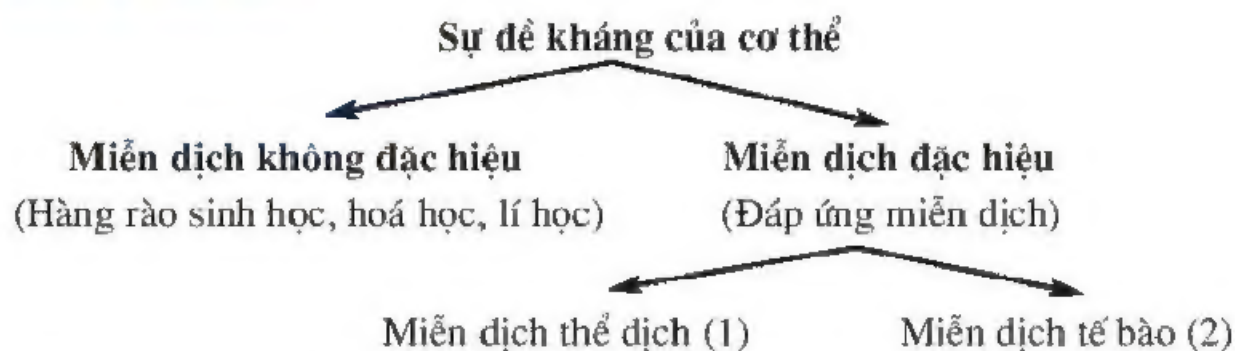 Sự đề kháng của cơ thể
Miễn dịch không đặc hiệu Miễn dịch đặc hiệu
(Hàng rào sinh học, hoá học, lí học) (Đáp ứng miễn dịch)
Miễn dịch thể dịch (1) Miễn dịch tế bào (2)